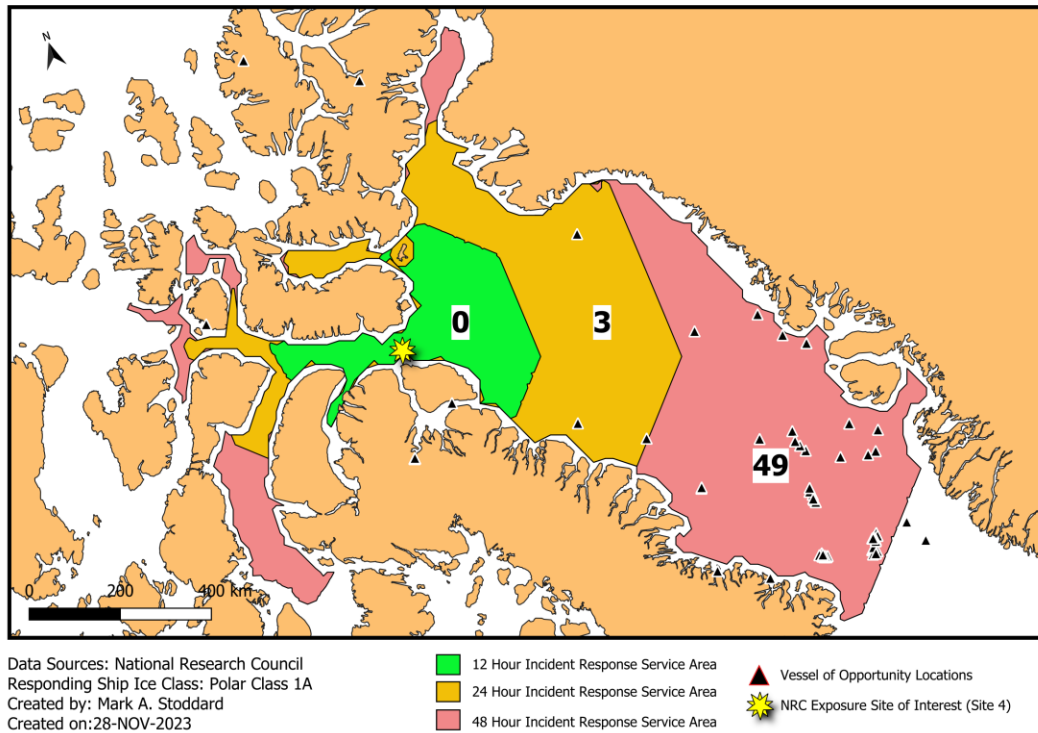 N
0
3
49
0 200 400 km
Data Sources: National Research Council
Responding Ship Ice Class: Polar Class 1A
Created by: Mark A. Stoddard
Created on:28-NOV-2023
12 Hour Incident Response Service Area
24 Hour Incident Response Service Area
48 Hour Incident Response Service Area
Vessel of Opportunity Locations
NRC Exposure Site of Interest (Site 4)